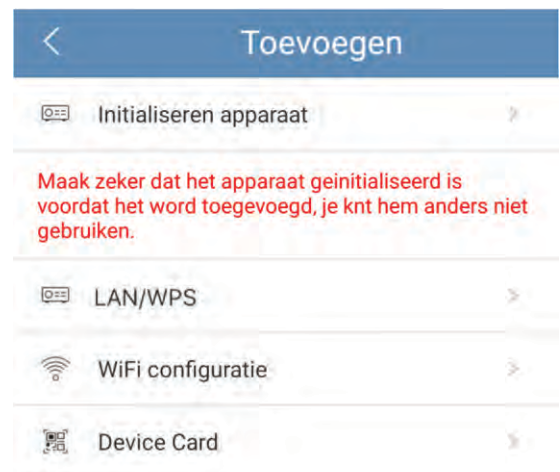 Toevoegen
Initialiseren apparaat
Maak zeker dat het apparaat geinitialiseerd is
voordat het word toegevoegd, je knt hem anders niet
gebruiken.
LAN/WPS
WiFi configuratie
Device Card